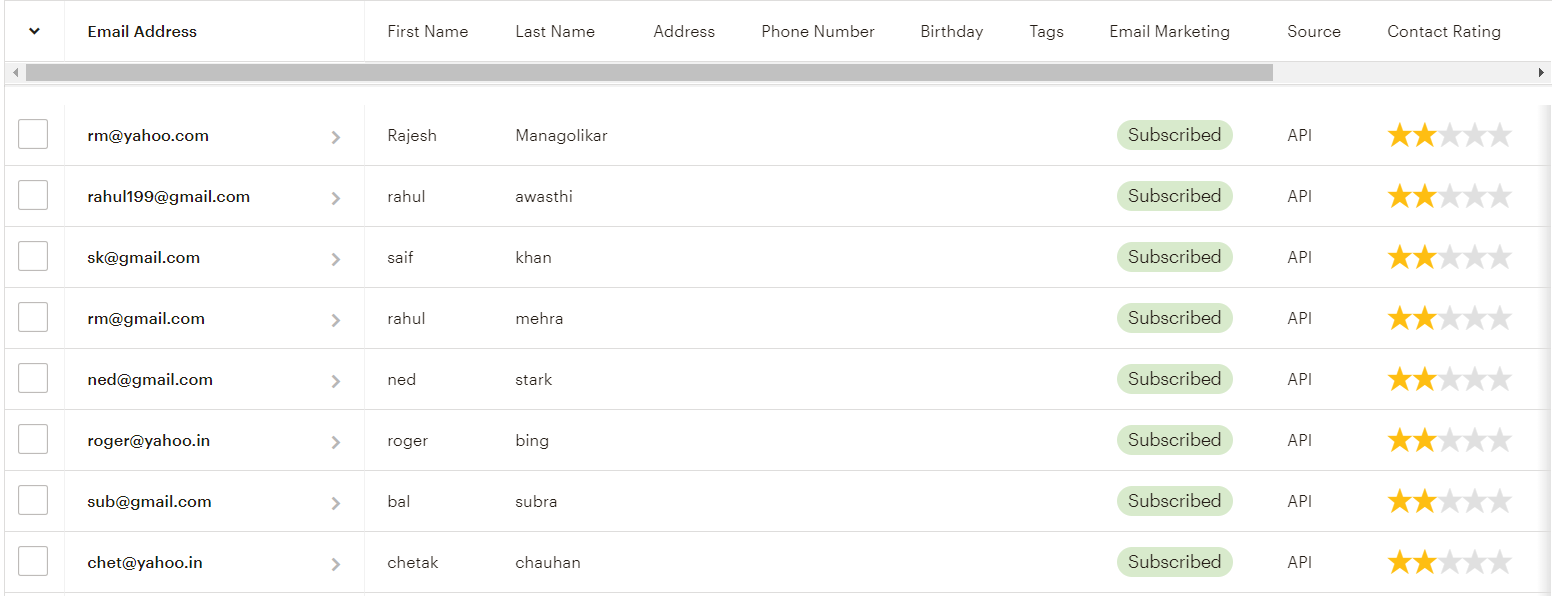 Email Address First Name Last Name Address Phone Number Birthday Tags Email Marketing Source Contact Rating
rm@yahoo.com Rajesh Managolikar Subscribed API
rahul199@gmail.com rahul awasthi Subscribed API
sk@gmail.com saif khan Subscribed API
rm@gmail.com rahul mehra Subscribed API
ned@gmail.com ned stark Subscribed API
roger@yahoo.in roger bing Subscribed API
sub@gmail.com bal subra Subscribed API
chet@yahoo.in chetak chauhan Subscribed API